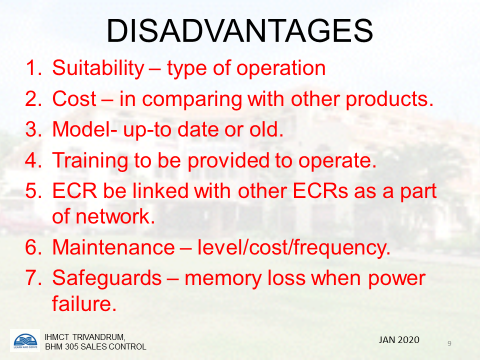 DISADVANTAGES
1. Suitability – type of operation
2. Cost – in comparing with other products.
3. Model- up-to date or old.
4. Training to be provided to operate.
5. ECR be linked with other ECRs as a part
of network.
6. Maintenance – level/cost/frequency.
7. Safeguards – memory loss when power
failure.
IHMCT TRIVANDRUM,
BHM 305 SALES CONTROL
JAN 2020
9